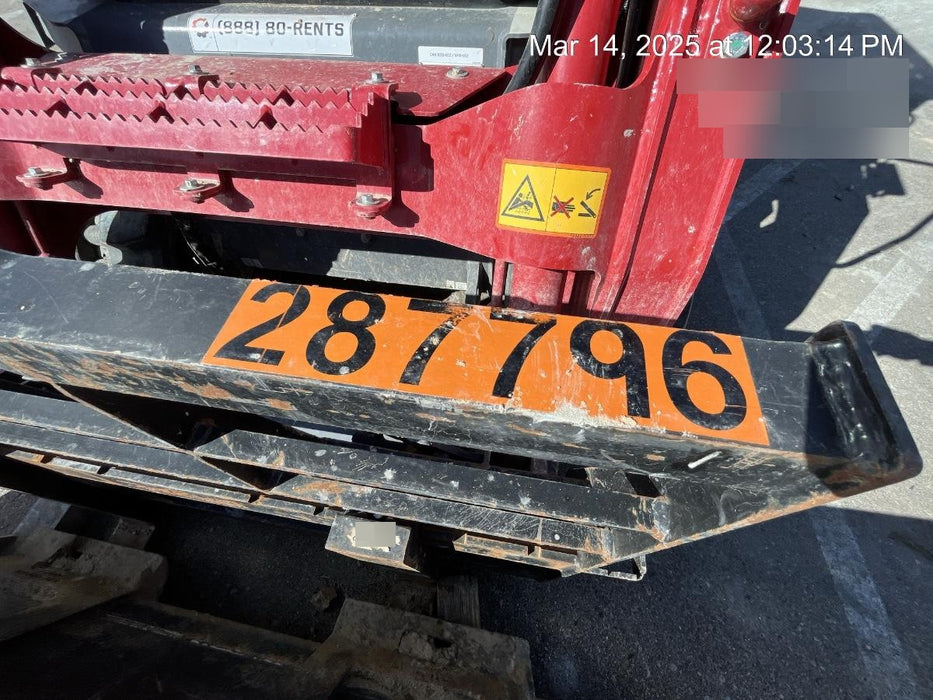 (888) 80-RENTS
Mar 14, 2025 at 12:03:14 PM
287796